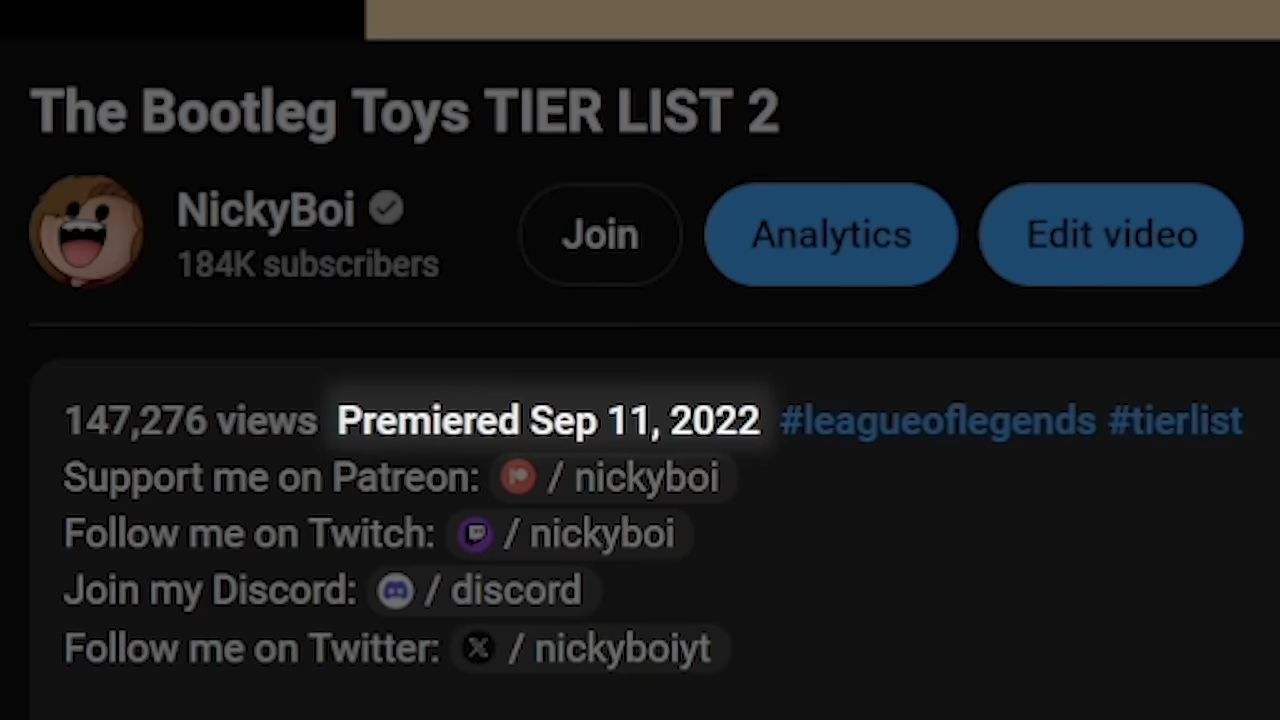 The Bootleg Toys TIER LIST 2
NickyBoi
184K subscribers
Join
Analytics
Edit video
147,276 views Premiered Sep 11, 2022 #leagueoflegends #tierlist
Support me on Patreon: / nickyboi
Follow me on Twitch: / nickyboi
Join my Discord: / discord
Follow me on Twitter: / nickyboiyt